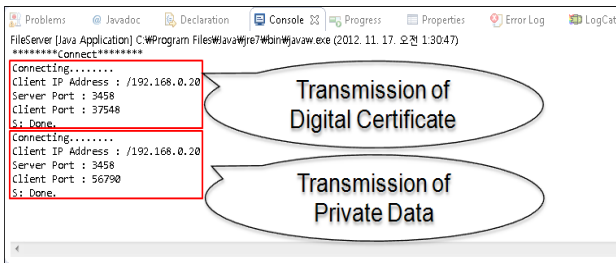 Problems @ Javadoc Declaration Console Progress Properties Error Log LogCat
FileServer [Java Application] C:₩Program Files₩Java₩jre7₩bin₩javaw.exe (2012. 11. 17. 오전 1:30:47)
********Connect********
Connecting........
Client IP Address : /192.168.0.20
Server Port : 3458
Client Port : 37548
S: Done.
Transmission of
Digital Certificate
Connecting........
Client IP Address : /192.168.0.20
Server Port : 3458
Client Port : 56790
S: Done.
Transmission of
Private Data